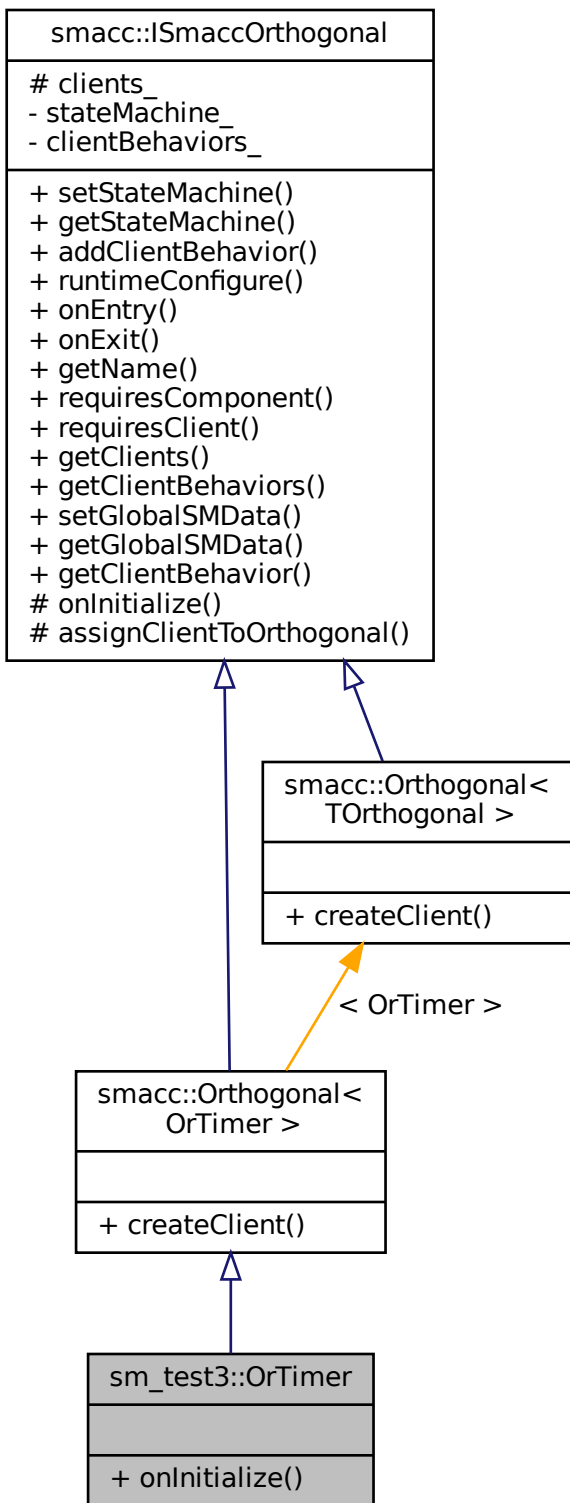 smacc::ISmaccOrthogonal
# clients_
- stateMachine_
- clientBehaviors_
+ setStateMachine()
+ getStateMachine()
+ addClientBehavior()
+ runtimeConfigure()
+ onEntry()
+ onExit()
+ getName()
+ requiresComponent()
+ requiresClient()
+ getClients()
+ getClientBehaviors()
+ setGlobalSMData()
+ getGlobalSMData()
+ getClientBehavior()
# onInitialize()
# assignClientToOrthogonal()
smacc::Orthogonal<
TOrthogonal >
+ createClient()
< OrTimer >
smacc::Orthogonal<
OrTimer >
+ createClient()
sm_test3::OrTimer
+ onInitialize()